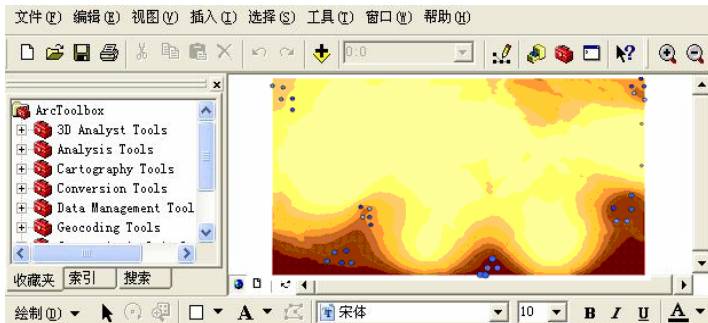 文件(F) 编辑(E) 视图(V) 插入(I) 选择(S) 工具(T) 窗口(W) 帮助(H)
0:0
ArcToolbox
3D Analyst Tools
Analysis Tools
Cartography Tools
Conversion Tools
Data Management Tool
Geocoding Tools
收藏夹 索引 搜索
绘制(D) A 宋体 10 B I U A